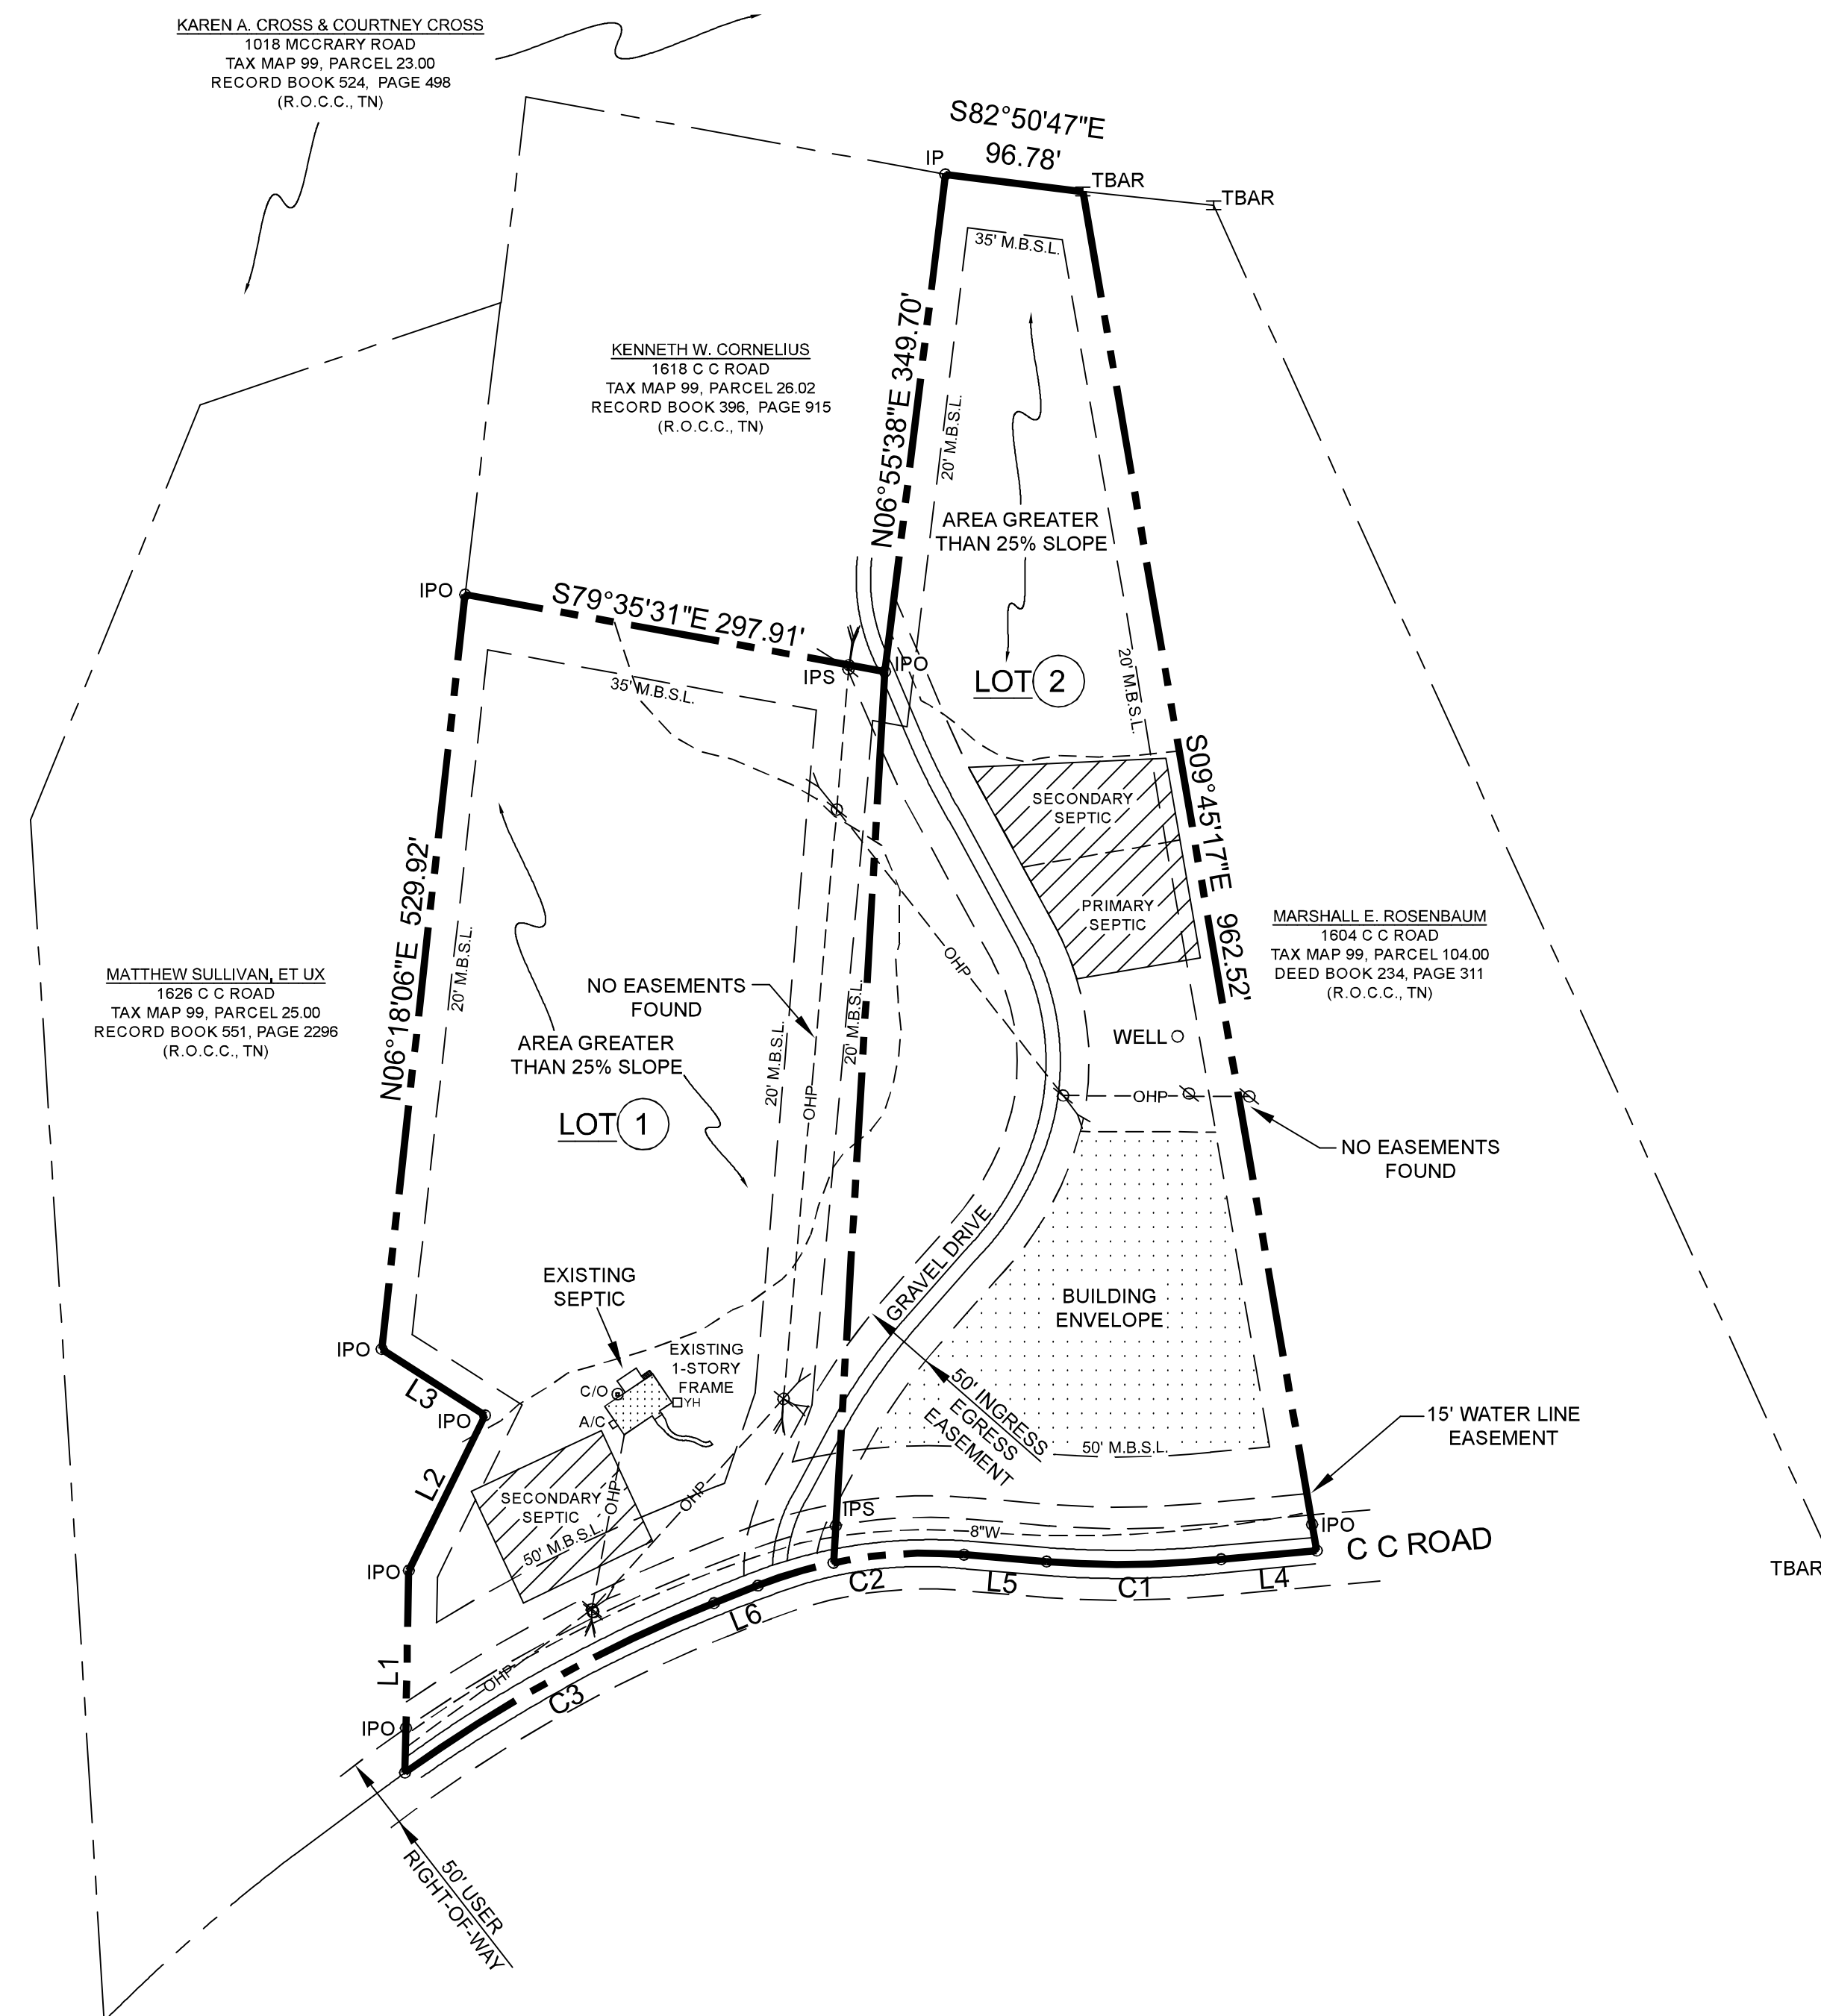 KAREN A. CROSS & COURTNEY CROSS
1018 MCCRARY ROAD
TAX MAP 99, PARCEL 23.00
RECORD BOOK 524, PAGE 498
(R.O.C.C., TN)
S82°50'47"E
96.78'
IP
TBAR
TBAR
35' M.B.S.L.
N06°55'38"E 349.70'
KENNETH W. CORNELIUS
1618 C C ROAD
TAX MAP 99, PARCEL 26.02
RECORD BOOK 396, PAGE 915
(R.O.C.C., TN)
20' M.B.S.L.
AREA GREATER
THAN 25% SLOPE
IPO
S79°35'31"E 297.91'
IPS
IPO
LOT 2
35' M.B.S.L.
20' M.B.S.L.
S09°45'17"E 962.52'
SECONDARY
SEPTIC
PRIMARY
SEPTIC
N06°18'06"E 529.92'
20' M.B.S.L.
OHP
MARSHALL E. ROSENBAUM
1604 C C ROAD
TAX MAP 99, PARCEL 104.00
DEED BOOK 234, PAGE 311
(R.O.C.C., TN)
MATTHEW SULLIVAN, ET UX
1626 C C ROAD
TAX MAP 99, PARCEL 25.00
RECORD BOOK 551, PAGE 2296
(R.O.C.C., TN)
NO EASEMENTS
FOUND
20' M.B.S.L.
20' M.B.S.L.
WELL
AREA GREATER
THAN 25% SLOPE
OHP
OHP
LOT 1
NO EASEMENTS
FOUND
GRAVEL DRIVE
EXISTING
SEPTIC
BUILDING
ENVELOPE
IPO
EXISTING
1-STORY
FRAME
C/O
YH
A/C
L3
IPO
50' INGRESS
EGRESS
EASEMENT
50' M.B.S.L.
15' WATER LINE
EASEMENT
L2
SECONDARY
SEPTIC
50' M.B.S.L.
OHP
OHP
IPS
8"W
IPO
C C ROAD
TBAR
IPO
C2
L5
C1
L4
L6
L1
OHP
C3
IPO
50' USER
RIGHT-OF-WAY